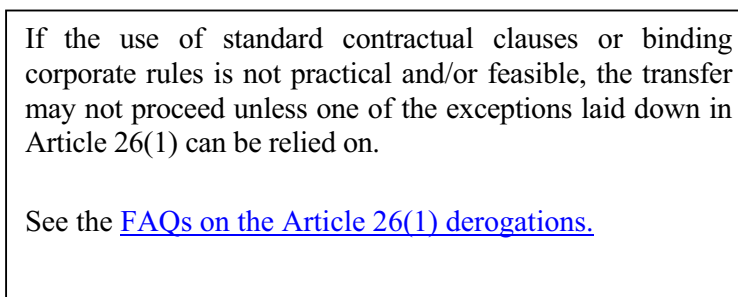 If the use of standard contractual clauses or binding
corporate rules is not practical and/or feasible, the transfer
may not proceed unless one of the exceptions laid down in
Article 26(1) can be relied on.
See the FAQs on the Article 26(1) derogations.